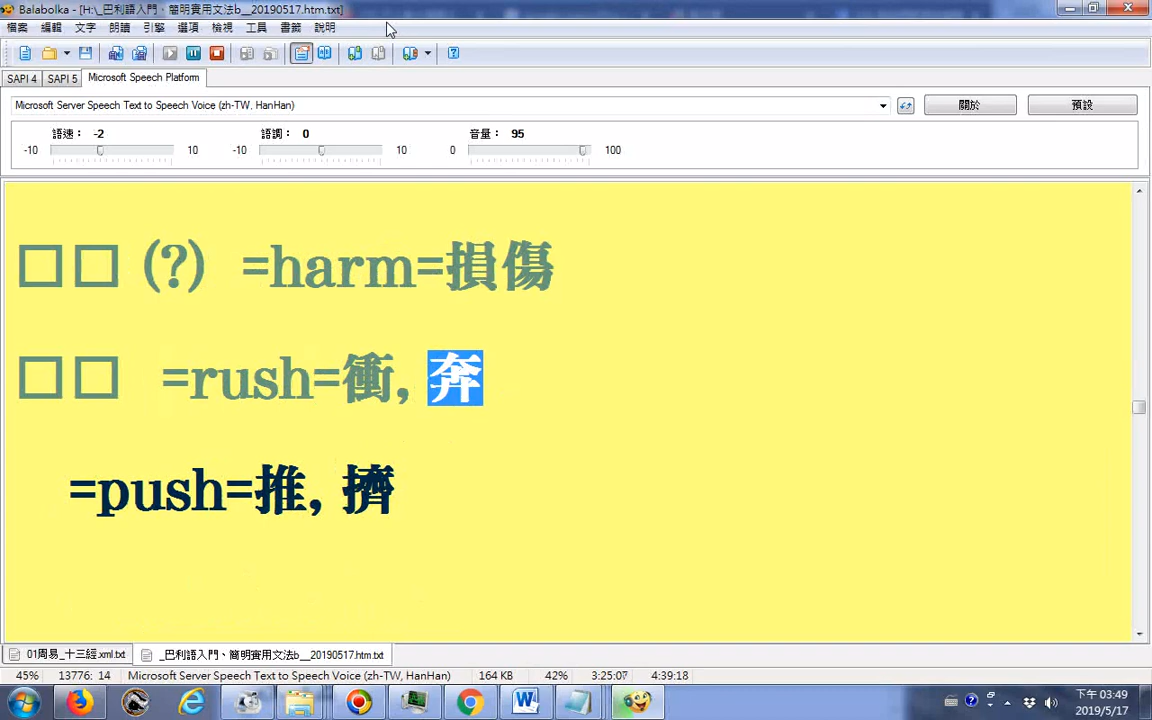 Balabolka - [H:\_巴利語入門、簡明實用文法b__20190517.htm.txt]
檔案 編輯 文字 朗讀 引擎 選項 檢視 工具 書籤 說明
SAPI 4 SAPI 5 Microsoft Speech Platform
Microsoft Server Speech Text to Speech Voice (zh-TW, HanHan) 關於 預設
語速： -2 語調： 0 音量： 95
-10 10 -10 10 0 100
□□ (?) =harm=損傷
□□ =rush=衝, 奔
=push=推, 擠
01周易_十三經.xml.txt _巴利語入門、簡明實用文法b__20190517.htm.txt
45% 13776: 14 Microsoft Server Speech Text to Speech Voice (zh-TW, HanHan) 164 KB 42% 3:25:07 4:39:18
下午 03:49
2019/5/17